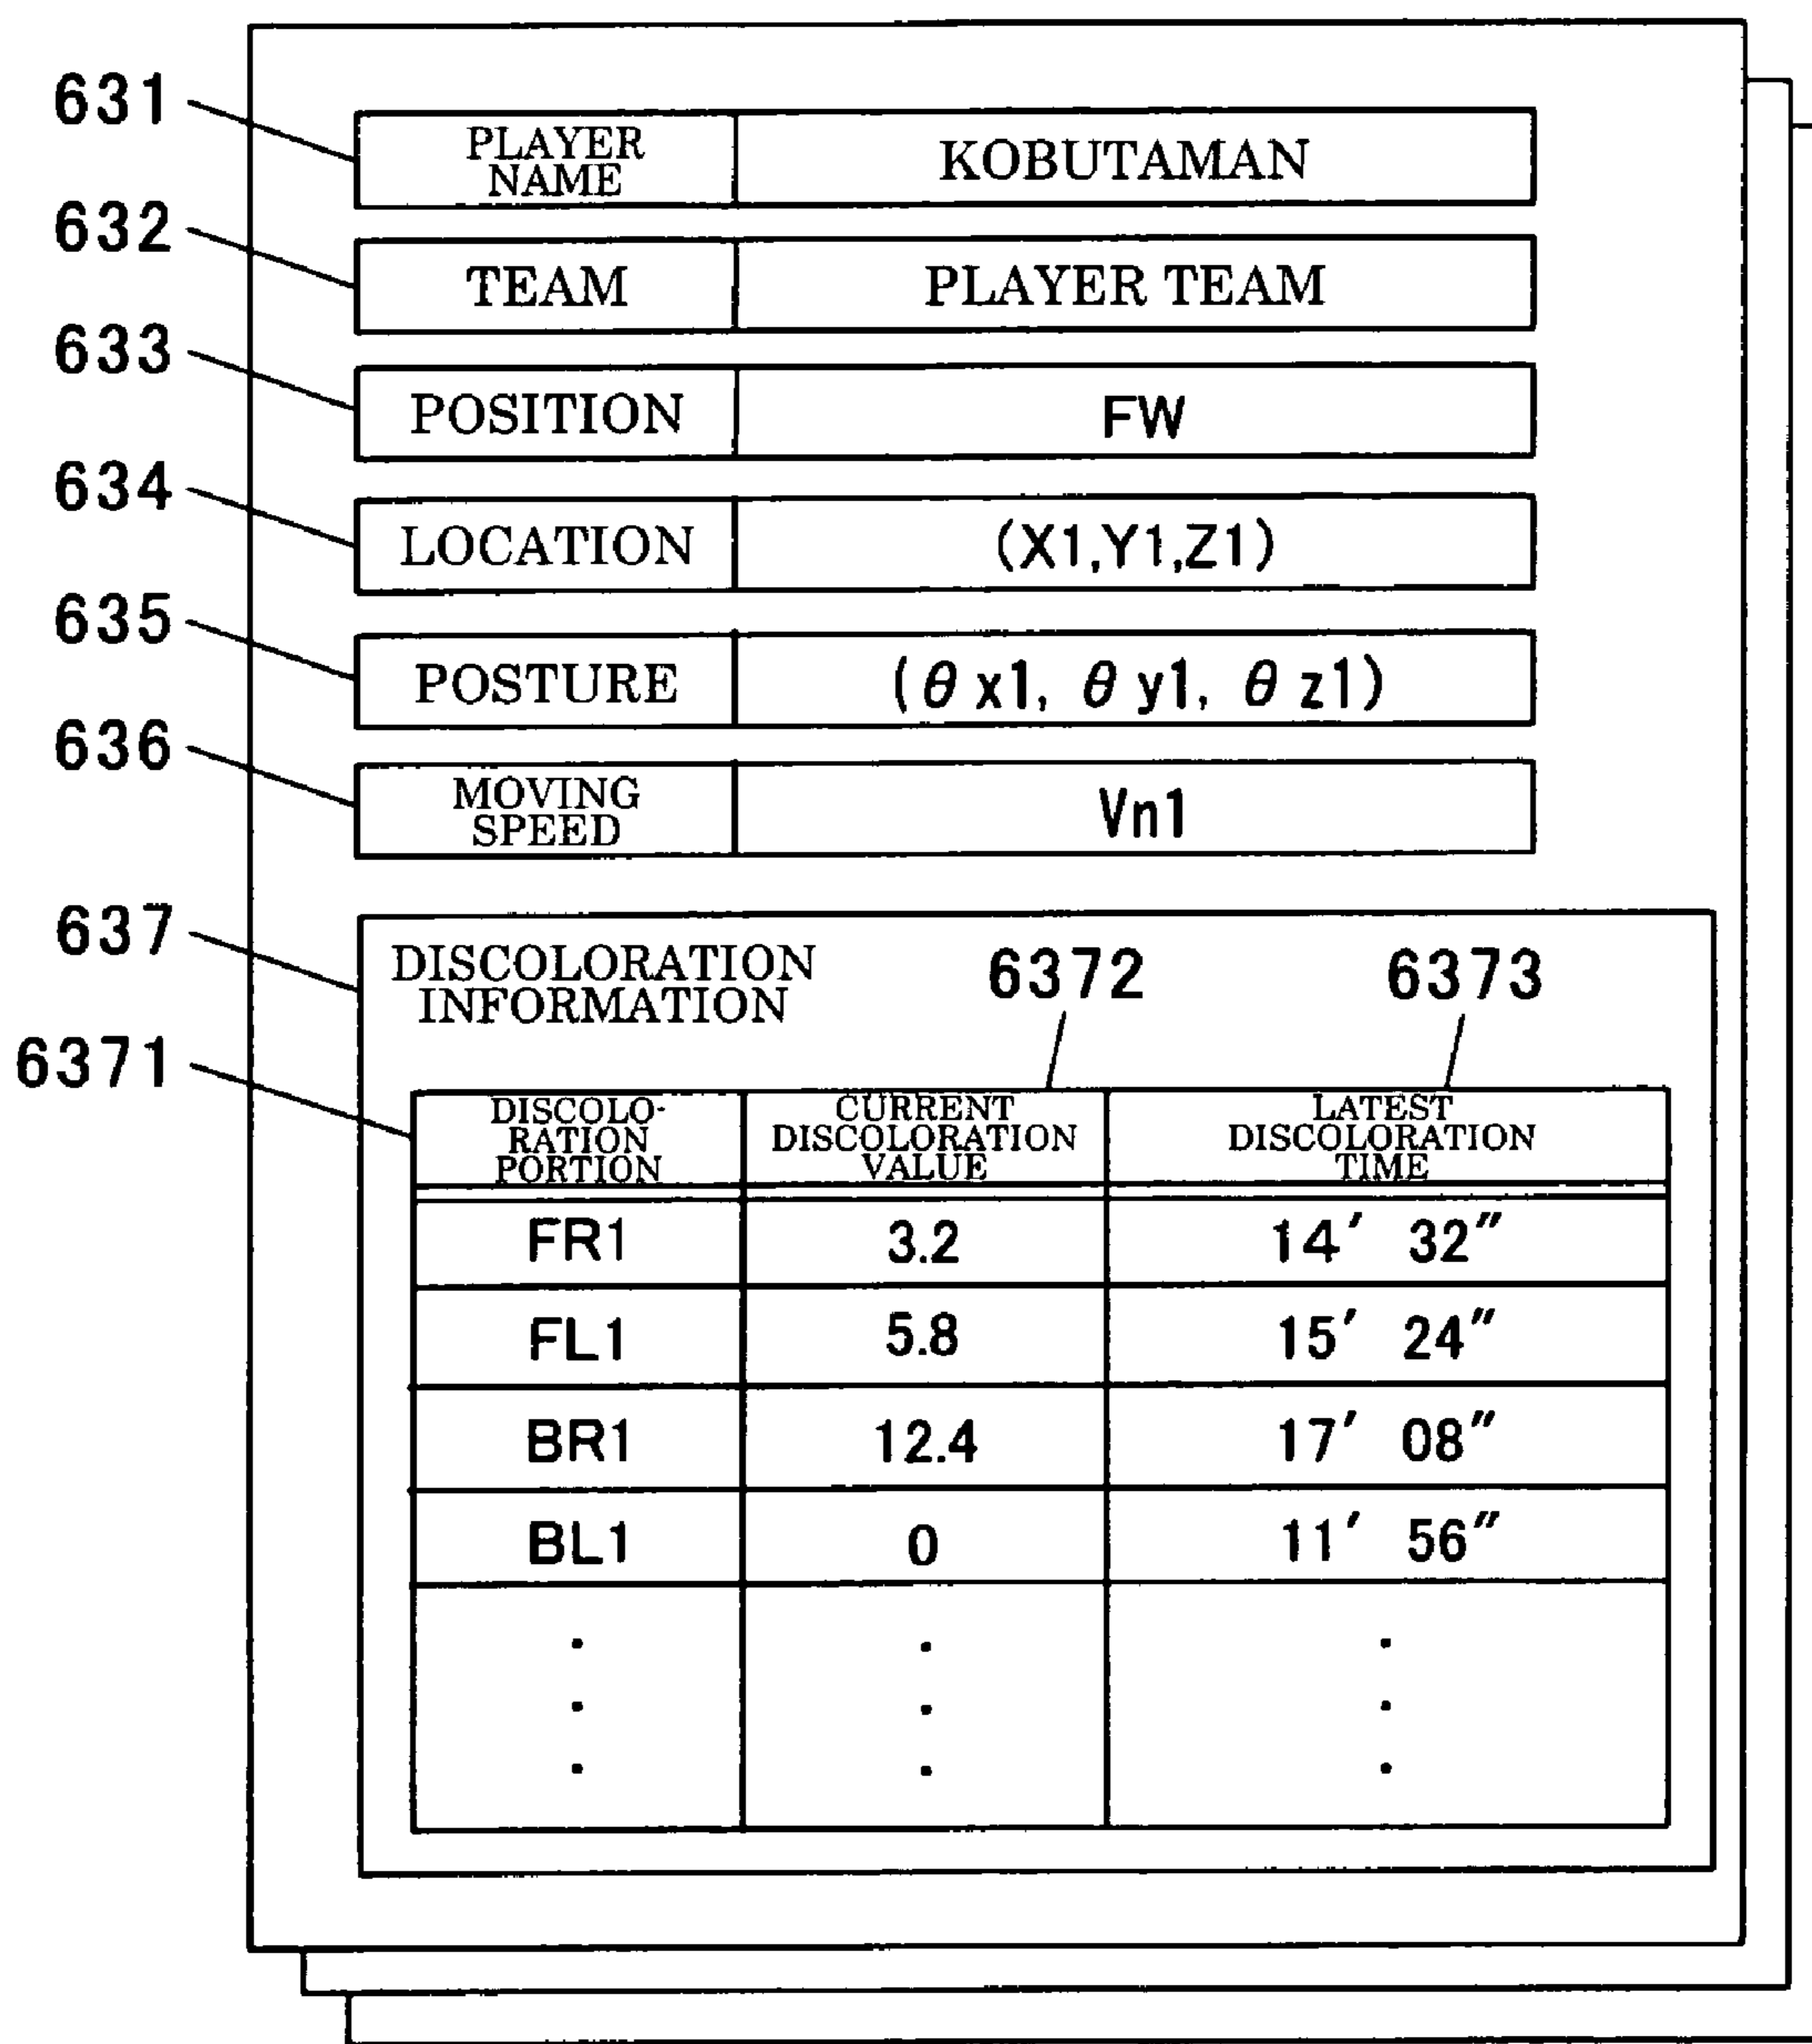 631
PLAYER
NAME
KOBUTAMAN
632
TEAM
PLAYER TEAM
633
POSITION
FW
634
LOCATION
(X1,Y1,Z1)
635
POSTURE
(θx1, θy1, θz1)
636
MOVING
SPEED
Vn1
637
DISCOLORATION
INFORMATION
6372
6373
6371
DISCOLO-
RATION
PORTION
CURRENT
DISCOLORATION
VALUE
LATEST
DISCOLORATION
TIME
FR1 3.2 14′ 32″
FL1 5.8 15′ 24″
BR1 12.4 17′ 08″
BL1 0 11′ 56″